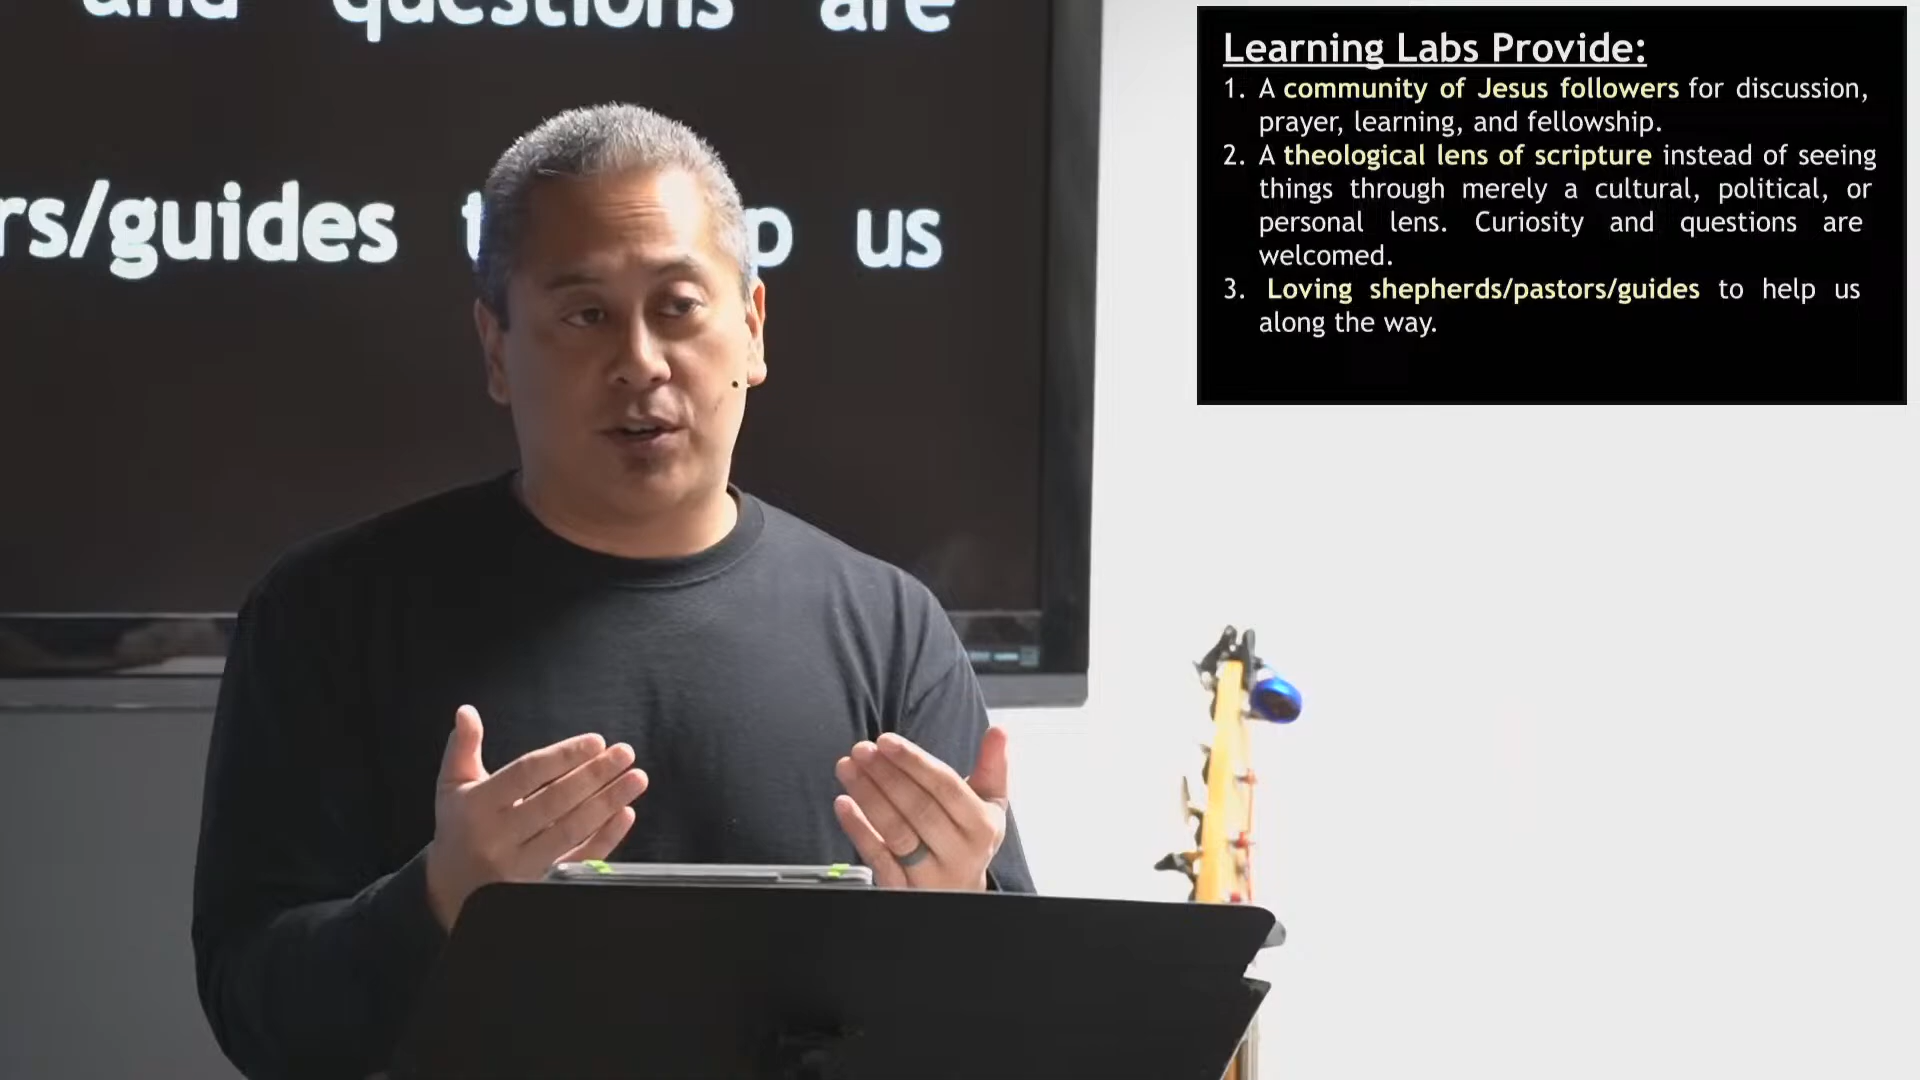 and questions are
rs/guides p us
Learning Labs Provide:
1. A community of Jesus followers for discussion,
prayer, learning, and fellowship.
2. A theological lens of scripture instead of seeing
things through merely a cultural, political, or
personal lens. Curiosity and questions are
welcomed.
3. Loving shepherds/pastors/guides to help us
along the way.